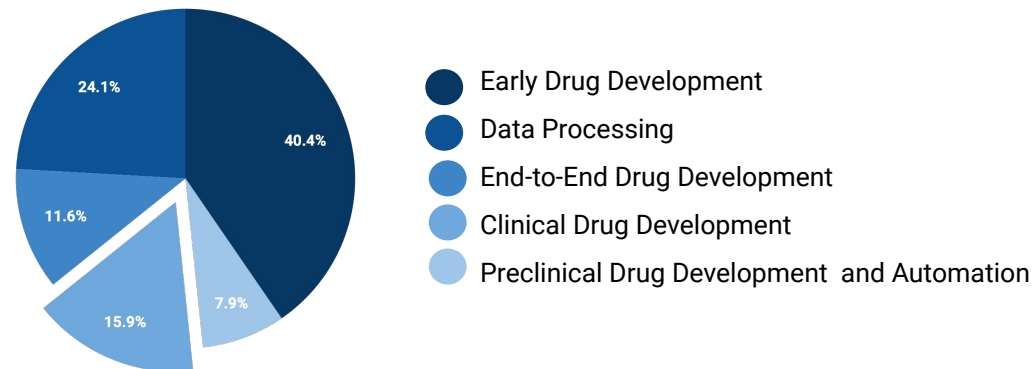 24.1%
40.4%
11.6%
15.9%
7.9%
Early Drug Development
Data Processing
End-to-End Drug Development
Clinical Drug Development
Preclinical Drug Development and Automation